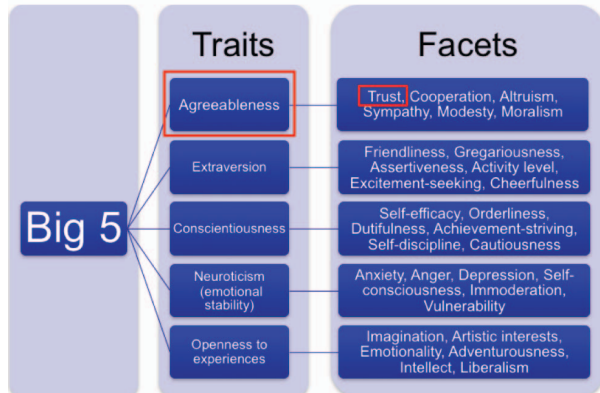 Traits
Facets
Big 5
Agreeableness
Trust, Cooperation, Altruism,
Sympathy, Modesty, Moralism
Extraversion
Friendliness, Gregariousness,
Assertiveness, Activity level,
Excitement-seeking, Cheerfulness
Conscientiousness
Self-efficacy, Orderliness,
Dutifulness, Achievement-striving,
Self-discipline, Cautiousness
Neuroticism
(emotional
stability)
Anxiety, Anger, Depression, Self-
consciousness, Immoderation,
Vulnerability
Openness to
experiences
Imagination, Artistic interests,
Emotionality, Adventurousness,
Intellect, Liberalism